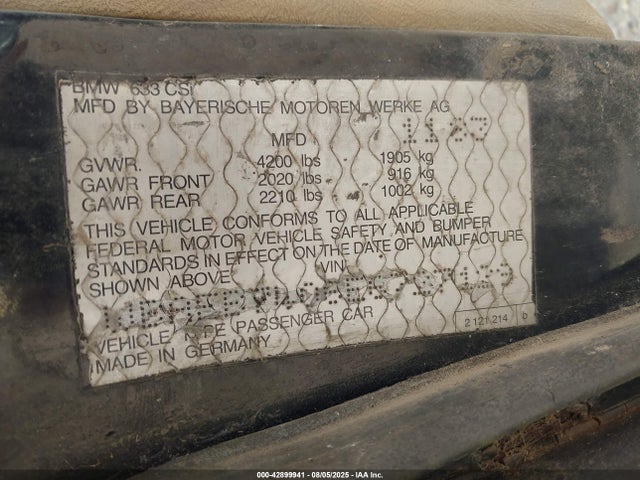 BMW 633 CSi
MFD BY BAYERISCHE MOTOREN WERKE AG
MFD
GVWR. 4200 lbs 1905 kg
GAWR FRONT 2020 lbs 916 kg
GAWR REAR 2210 lbs 1002 kg
THIS VEHICLE CONFORMS TO ALL APPLICABLE
FEDERAL MOTOR VEHICLE SAFETY AND BUMPER
STANDARDS IN EFFECT ON THE DATE OF MANUFACTURE
SHOWN ABOVE VIN:
VEHICLE TYPE PASSENGER CAR
MADE IN GERMANY
2 121 214 b
000-42899941 - 08/05/2025 - IAA Inc.